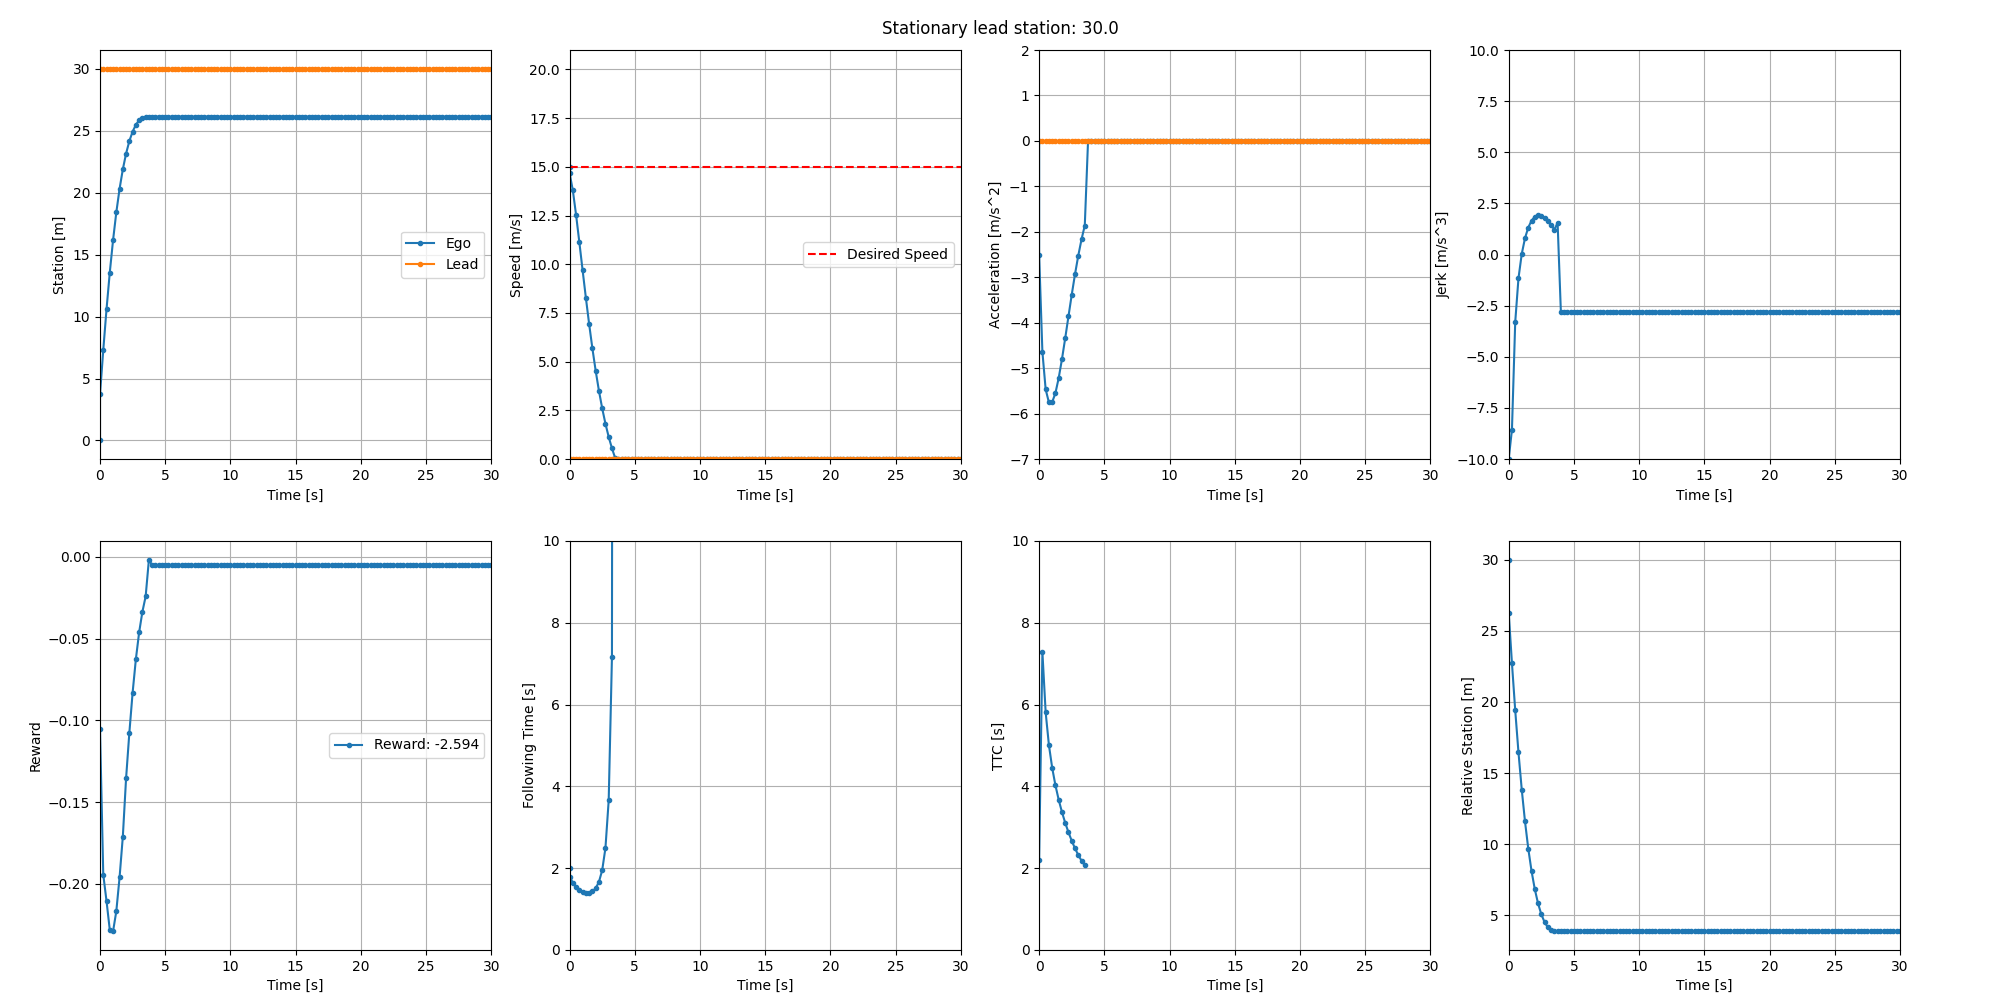 Stationary lead station: 30.0
Station [m]
30
25
20
15
10
5
0
Ego
Lead
0 5 10 15 20 25 30
Time [s]
Speed [m/s]
20.0
17.5
15.0
12.5
10.0
7.5
5.0
2.5
0.0
Desired Speed
0 5 10 15 20 25 30
Time [s]
Acceleration [m/s^2]
2
1
0
−1
−2
−3
−4
−5
−6
−7
0 5 10 15 20 25 30
Time [s]
Jerk [m/s^3]
10.0
7.5
5.0
2.5
0.0
−2.5
−5.0
−7.5
−10.0
0 5 10 15 20 25 30
Time [s]
Reward
0.00
−0.05
−0.10
−0.15
−0.20
Reward: -2.594
0 5 10 15 20 25 30
Time [s]
Following Time [s]
10
8
6
4
2
0
0 5 10 15 20 25 30
Time [s]
TTC [s]
10
8
6
4
2
0
0 5 10 15 20 25 30
Time [s]
Relative Station [m]
30
25
20
15
10
5
0 5 10 15 20 25 30
Time [s]